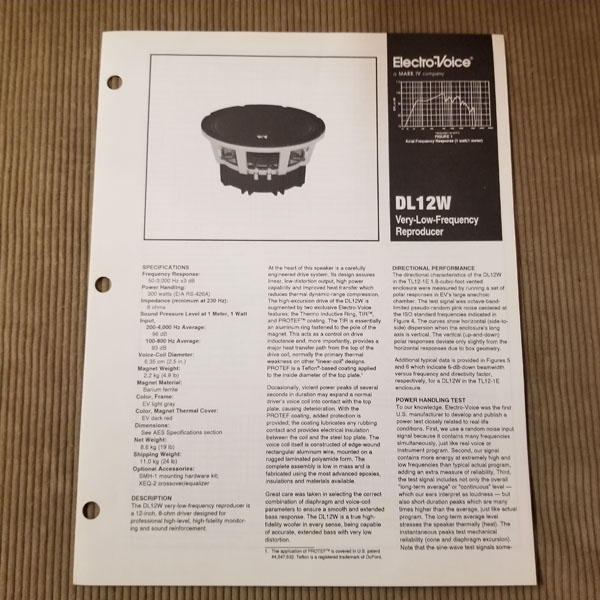 Electro-Voice®
a MARK IV company
FIGURE 1
Axial Frequency Response (1 watt/1 meter)
DL12W
Very-Low-Frequency
Reproducer
SPECIFICATIONS
Frequency Response:
50-3,000 Hz ±3 dB
Power Handling:
300 watts (EIA RS-426A)
Impedance (minimum at 230 Hz):
8 ohms
Sound Pressure Level at 1 Meter, 1 Watt
Input,
200-4,000 Hz Average:
96 dB
100-800 Hz Average:
93 dB
Voice-Coil Diameter:
6.35 cm (2.5 in.)
Magnet Weight:
2.2 kg (4.9 lb)
Magnet Material:
Barium ferrite
Color, Frame:
EV light gray
Color, Magnet Thermal Cover:
EV dark red
Dimensions:
See AES Specifications section
Net Weight:
8.6 kg (19 lb)
Shipping Weight:
11.0 kg (24 lb)
Optional Accessories:
SMH-1 mounting hardware kit;
XEQ-2 crossover/equalizer
DESCRIPTION
The DL12W very-low-frequency reproducer is
a 12-inch, 8-ohm driver designed for
professional high-level, high-fidelity monitor-
ing and sound reinforcement.
At the heart of this speaker is a carefully
engineered drive system. Its design assures
linear, low-distortion output, high power
capability and improved heat transfer which
reduces thermal dynamic-range compression.
The high-excursion drive of the DL12W is
augmented by two exclusive Electro-Voice
features: the Thermo Inductive Ring, TIR™,
and PROTEF™ coating. The TIR is essentially
an aluminum ring fastened to the pole of the
magnet. This acts as a control on drive
inductance and, more importantly, provides a
major heat transfer path from the top of the
drive coil, normally the primary thermal
weakness on other "linear-coil" designs.
PROTEF is a Teflon®-based coating applied
to the inside diameter of the top plate.¹
Occasionally, violent power peaks of several
seconds in duration may expand a normal
driver's voice coil into contact with the top
plate, causing deterioration. With the
PROTEF coating, added protection is
provided; the coating lubricates any rubbing
contact and provides electrical insulation
between the coil and the steel top plate. The
voice coil itself is constructed of edge-wound
rectangular aluminum wire, mounted on a
rugged laminated polyamide form. The
complete assembly is low in mass and is
fabricated using the most advanced epoxies,
insulations and materials available.
Great care was taken in selecting the correct
combination of diaphragm and voice-coil
parameters to ensure a smooth and extended
bass response. The DL12W is a true high-
fidelity woofer in every sense, being capable
of accurate, extended bass with very low
distortion.
1. The application of PROTEF™ is covered in U.S. patent
#4,547,632. Teflon is a registered trademark of DuPont.
DIRECTIONAL PERFORMANCE
The directional characteristics of the DL12W
in the TL12-1E 1.8-cubic-foot vented
enclosure were measured by running a set of
polar responses in EV's large anechoic
chamber. The test signal was octave band-
limited pseudo-random pink noise centered at
the ISO standard frequencies indicated in
Figure 4. The curves show horizontal (side-to-
side) dispersion when the enclosure's long
axis is vertical. The vertical (up-and-down)
polar responses deviate only slightly from the
horizontal responses due to box geometry.
Additional typical data is provided in Figures 5
and 6 which indicate 6-dB-down beamwidth
versus frequency and directivity factor,
respectively, for a DL12W in the TL12-1E
enclosure.
POWER HANDLING TEST
To our knowledge, Electro-Voice was the first
U.S. manufacturer to develop and publish a
power test closely related to real-life
conditions. First, we use a random noise input
signal because it contains many frequencies
simultaneously, just like real voice or
instrument program. Second, our signal
contains more energy at extremely high and
low frequencies than typical actual program,
adding an extra measure of reliability. Third,
the test signal includes not only the overall
"long-term average" or "continuous" level —
which our ears interpret as loudness — but
also short-duration peaks which are many
times higher than the average, just like actual
program. The long-term average level
stresses the speaker thermally (heat). The
instantaneous peaks test mechanical
reliability (cone and diaphragm excursion).
Note that the sine-wave test signals some-